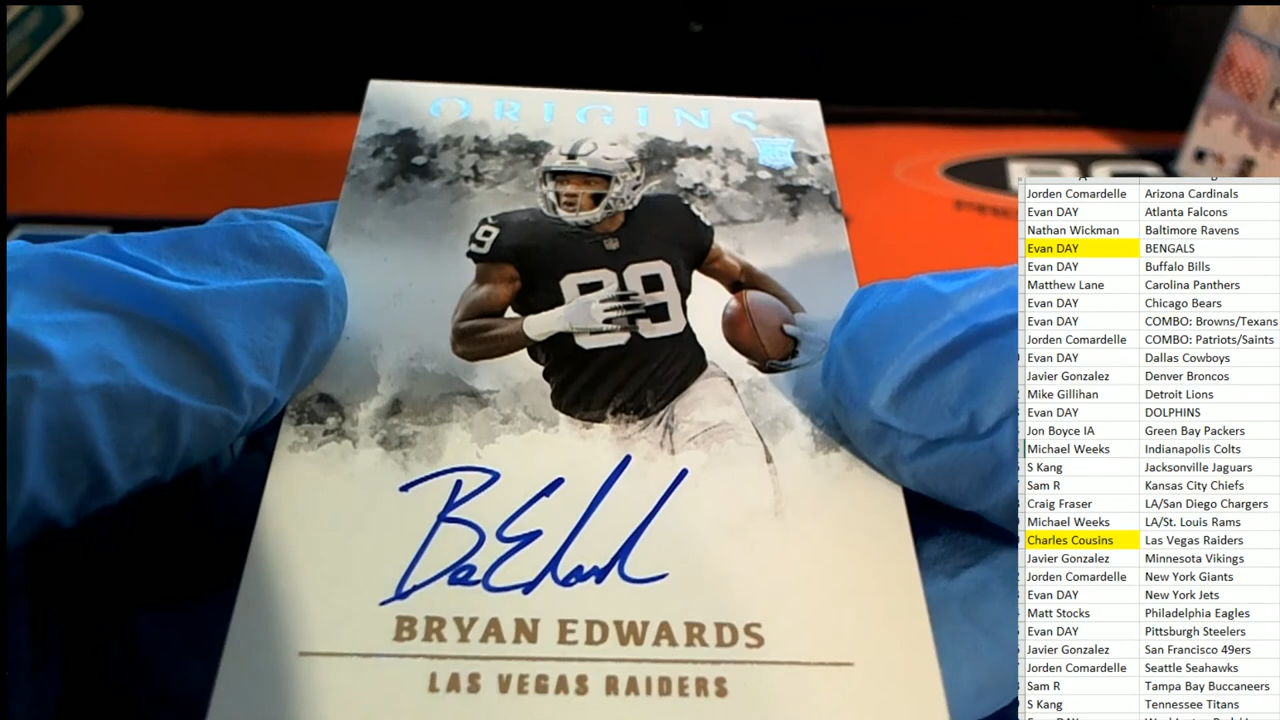 ORIGINS
89
BRYAN EDWARDS
LAS VEGAS RAIDERS
Jorden Comardelle Arizona Cardinals
Evan DAY Atlanta Falcons
Nathan Wickman Baltimore Ravens
Evan DAY BENGALS
Evan DAY Buffalo Bills
Matthew Lane Carolina Panthers
Evan DAY Chicago Bears
Evan DAY COMBO: Browns/Texans
Jorden Comardelle COMBO: Patriots/Saints
Evan DAY Dallas Cowboys
Javier Gonzalez Denver Broncos
Mike Gillihan Detroit Lions
Evan DAY DOLPHINS
Jon Boyce IA Green Bay Packers
Michael Weeks Indianapolis Colts
S Kang Jacksonville Jaguars
Sam R Kansas City Chiefs
Craig Fraser LA/San Diego Chargers
Michael Weeks LA/St. Louis Rams
Charles Cousins Las Vegas Raiders
Javier Gonzalez Minnesota Vikings
Jorden Comardelle New York Giants
Evan DAY New York Jets
Matt Stocks Philadelphia Eagles
Evan DAY Pittsburgh Steelers
Javier Gonzalez San Francisco 49ers
Jorden Comardelle Seattle Seahawks
Sam R Tampa Bay Buccaneers
S Kang Tennessee Titans